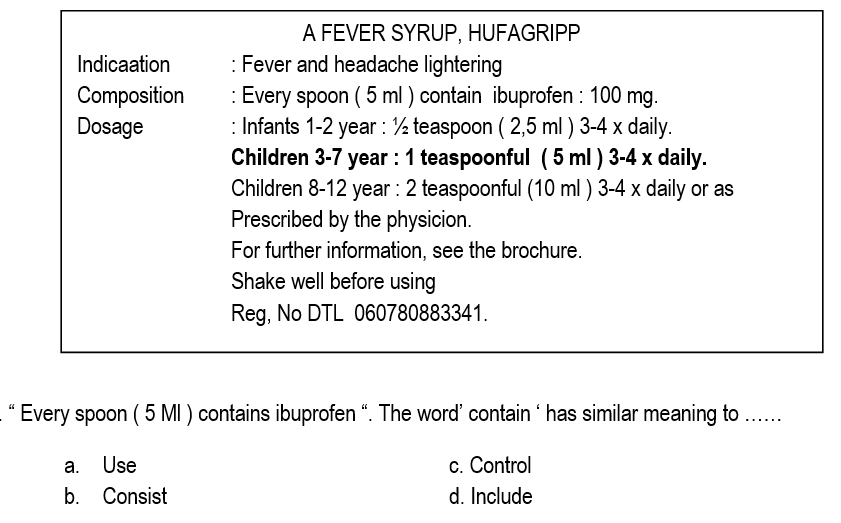 A FEVER SYRUP, HUFAGRIPP
Indicaation : Fever and headache lightering
Composition : Every spoon ( 5 ml ) contain ibuprofen : 100 mg.
Dosage : Infants 1-2 year : ½ teaspoon ( 2,5 ml ) 3-4 x daily.
Children 3-7 year : 1 teaspoonful ( 5 ml ) 3-4 x daily.
Children 8-12 year : 2 teaspoonful (10 ml ) 3-4 x daily or as
Prescribed by the physicion.
For further information, see the brochure.
Shake well before using
Reg, No DTL 060780883341.
. “ Every spoon ( 5 Ml ) contains ibuprofen “. The word’ contain ‘ has similar meaning to ……
a. Use c. Control
b. Consist d. Include